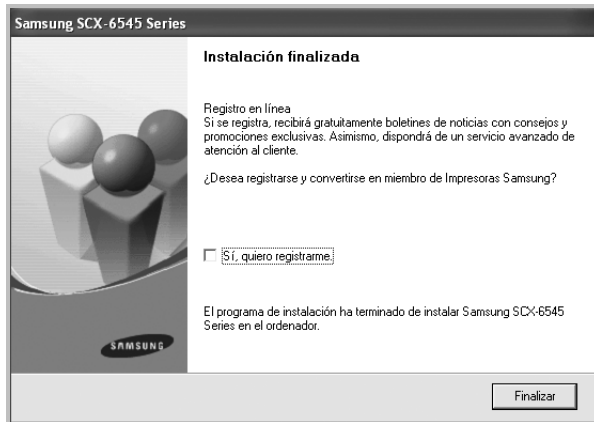 Samsung SCX-6545 Series
Instalación finalizada
Registro en línea
Si se registra, recibirá gratuitamente boletines de noticias con consejos y
promociones exclusivas. Asimismo, dispondrá de un servicio avanzado de
atención al cliente.
¿Desea registrarse y convertirse en miembro de Impresoras Samsung?
Sí, quiero registrarme.
El programa de instalación ha terminado de instalar Samsung SCX-6545
Series en el ordenador.
SAMSUNG
Finalizar